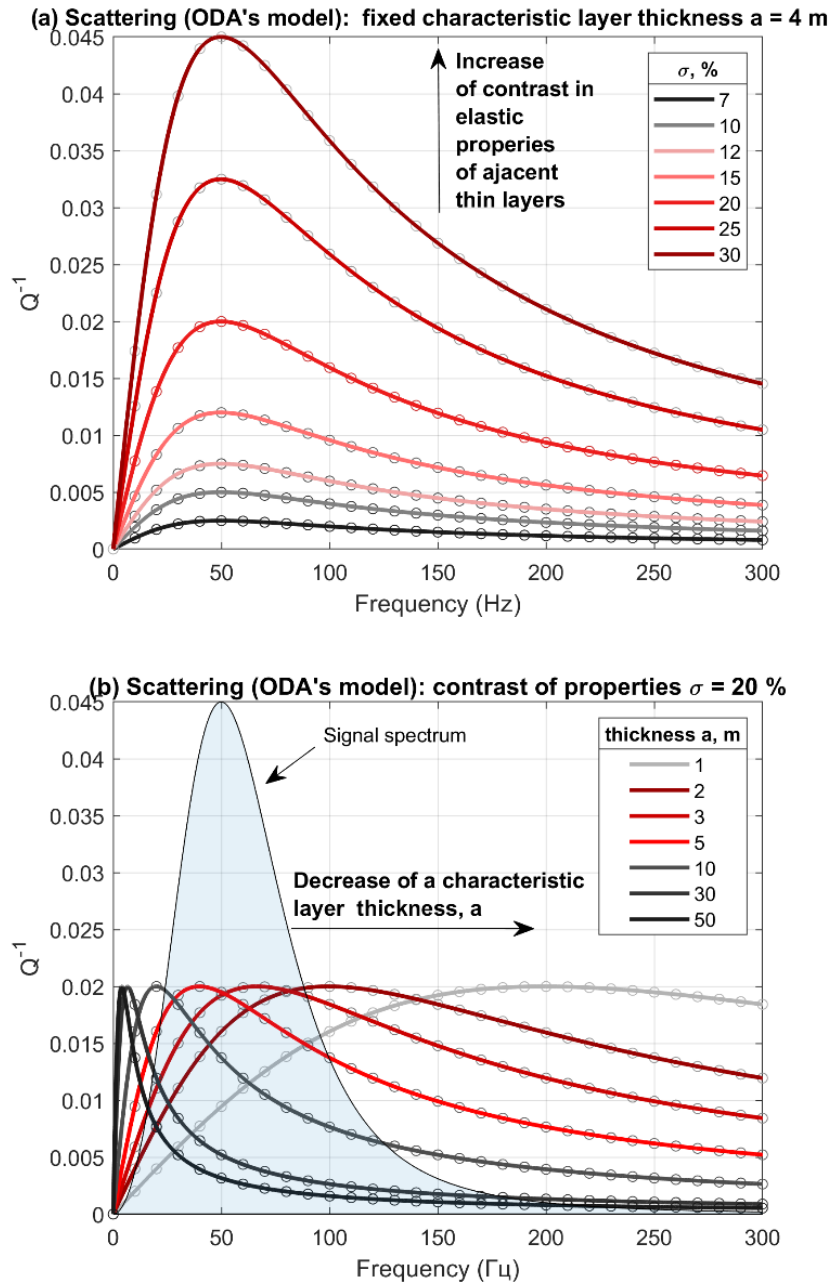 (a) Scattering (ODA's model):  fixed characteristic layer thickness a = 4 m
0.045
0.04
0.035
0.03
0.025
0.02
0.015
0.01
0.005
0
Q⁻¹
Increase
of contrast in
elastic
properies
of ajacent
thin layers
σ, %
7
10
12
15
20
25
30
0 50 100 150 200 250 300
Frequency (Hz)
(b) Scattering (ODA's model): contrast of properties σ = 20 %
0.045
0.04
0.035
0.03
0.025
0.02
0.015
0.01
0.005
0
Q⁻¹
Signal spectrum
Decrease of a characteristic
layer  thickness, a
thickness a, m
1
2
3
5
10
30
50
0 50 100 150 200 250 300
Frequency (Гц)